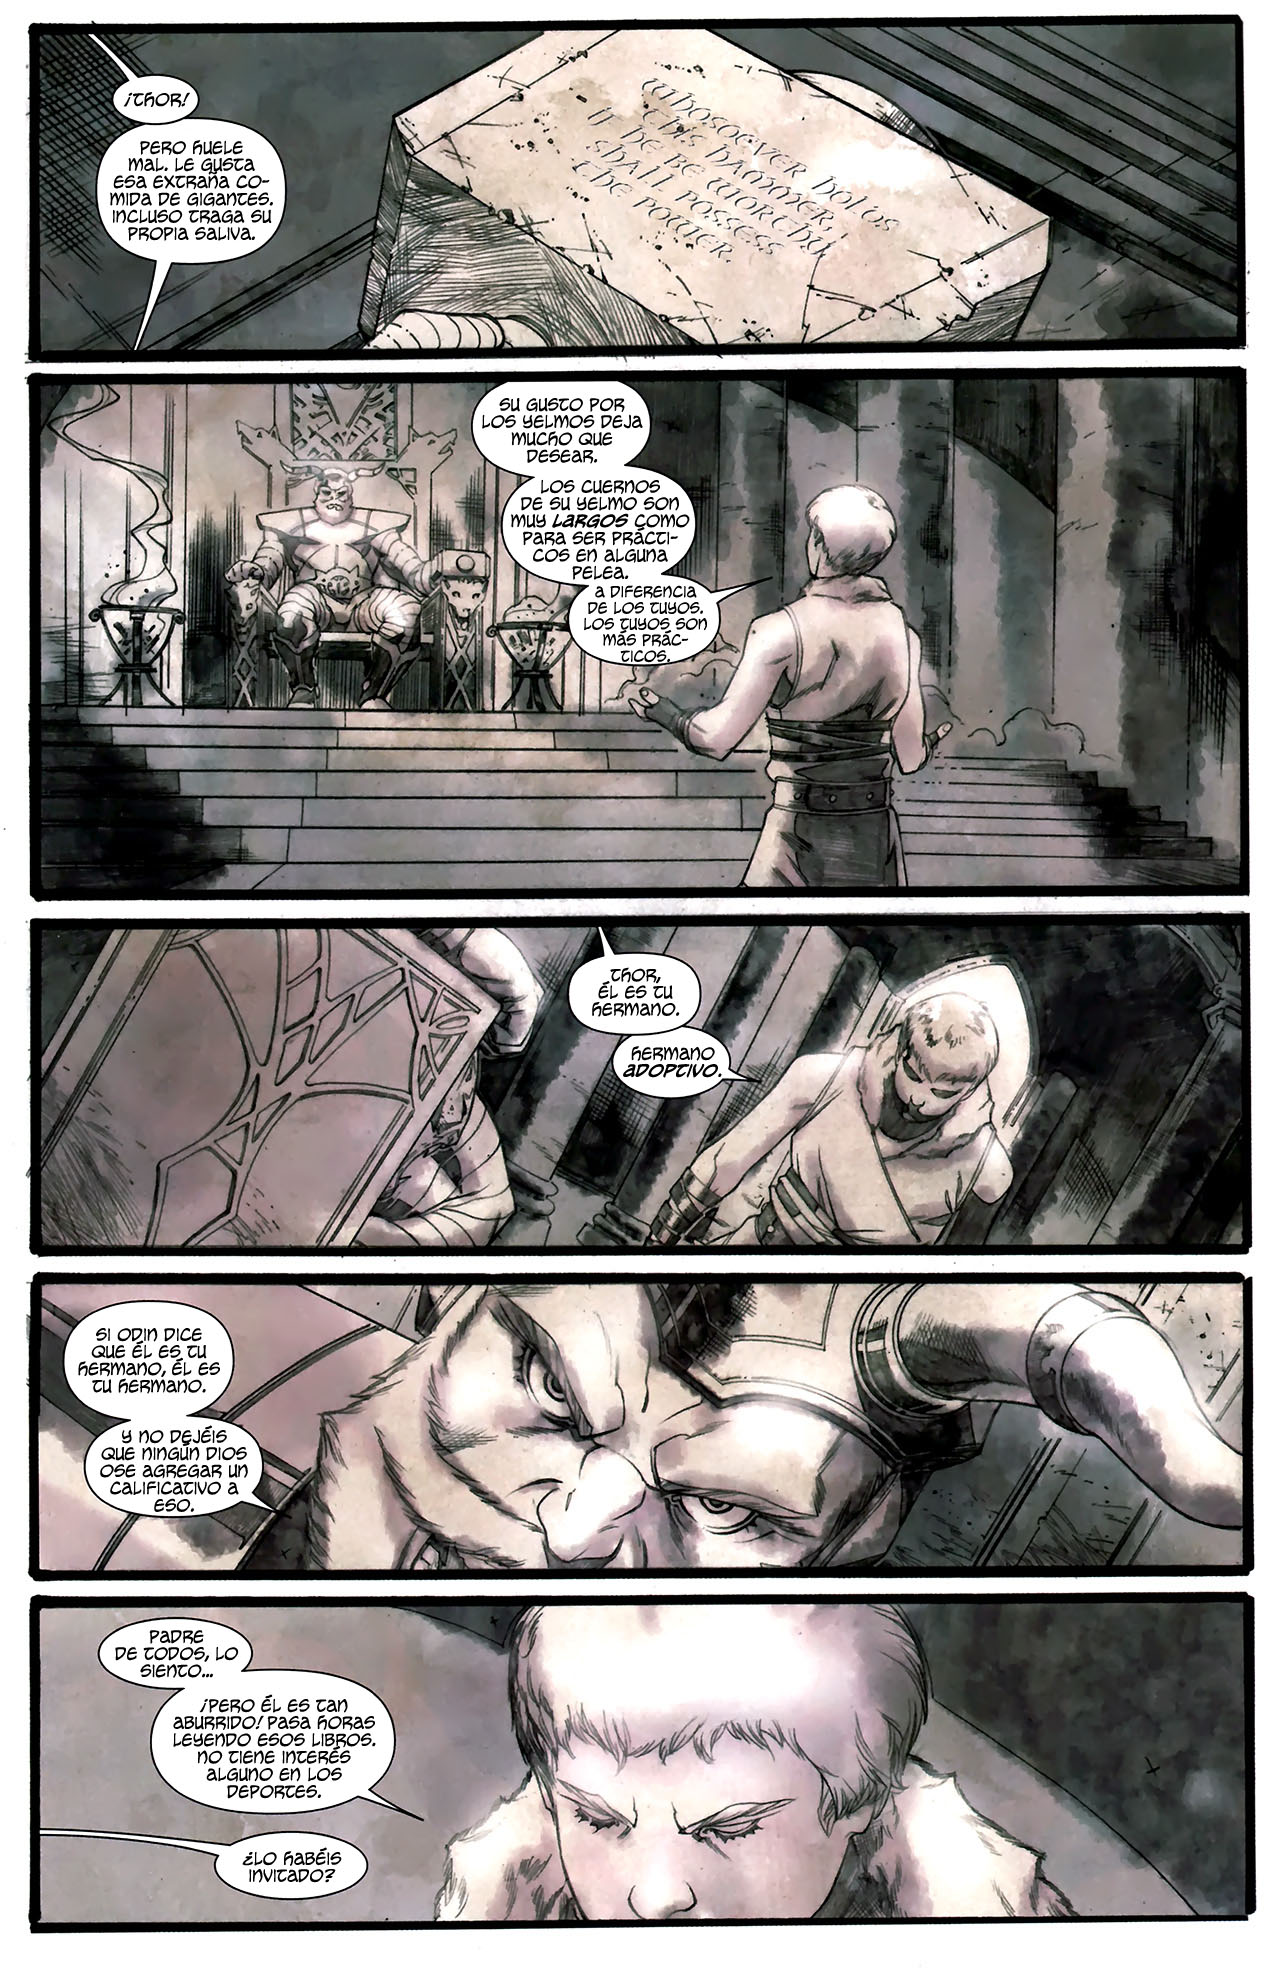 ¡THOR!
PERO HUELE
MAL. LE GUSTA
ESA EXTRAÑA CO-
MIDA DE GIGANTES.
INCLUSO TRAGA SU
PROPIA SALIVA.
Whosoever holds
this hammer,
if he be worthy,
shall possess
the power.
SU GUSTO POR
LOS YELMOS DEJA
MUCHO QUE
DESEAR.
LOS CUERNOS
DE SU YELMO SON
MUY LARGOS COMO
PARA SER PRÁCTI-
COS EN ALGUNA
PELEA.
A DIFERENCIA
DE LOS TUYOS.
LOS TUYOS SON
MÁS PRÁC-
TICOS.
THOR,
ÉL ES TU
HERMANO.
HERMANO
ADOPTIVO.
SI ODIN DICE
QUE ÉL ES TU
HERMANO, ÉL ES
TU HERMANO.
Y NO DEJÉIS
QUE NINGÚN DIOS
OSE AGREGAR UN
CALIFICATIVO A
ESO.
PADRE
DE TODOS, LO
SIENTO...
¡PERO ÉL ES TAN
ABURRIDO! PASA HORAS
LEYENDO ESOS LIBROS.
NO TIENE INTERÉS
ALGUNO EN LOS
DEPORTES.
¿LO HABÉIS
INVITADO?